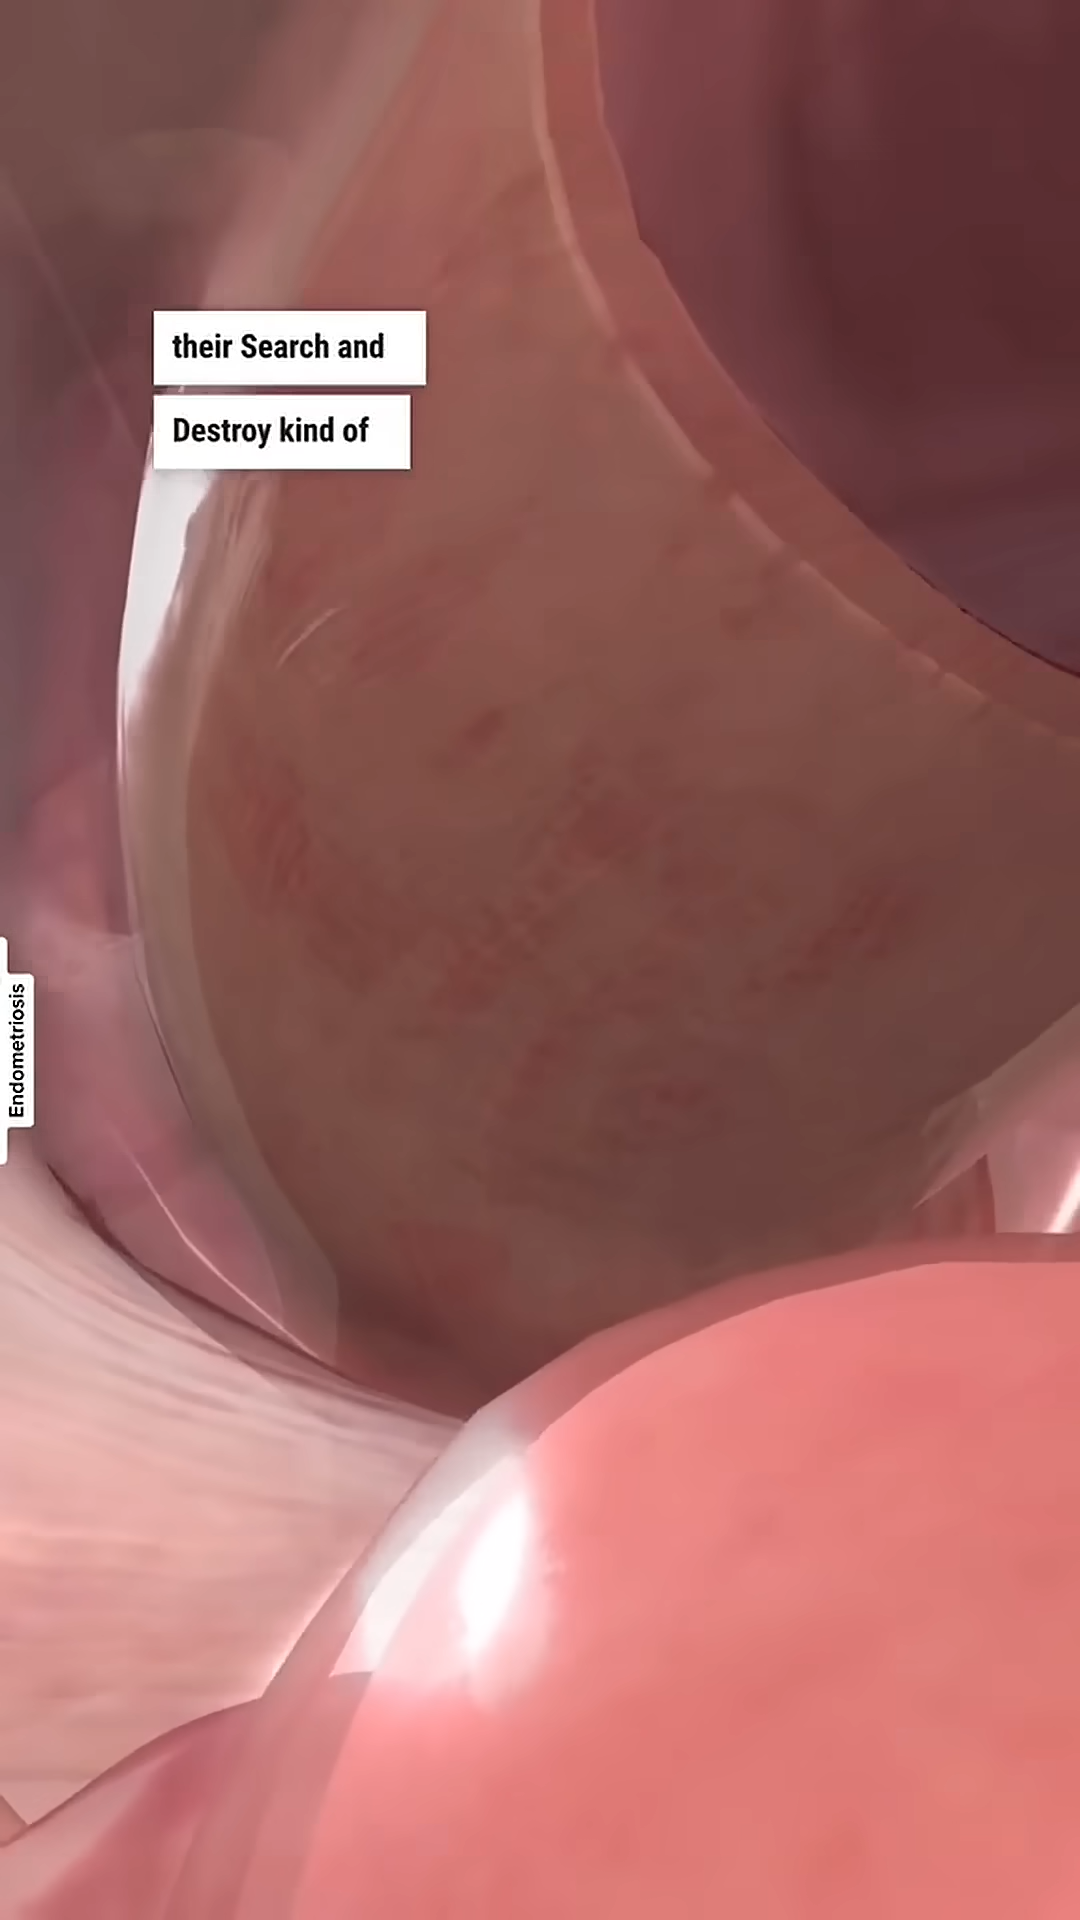 their Search and
Destroy kind of
Endometriosis